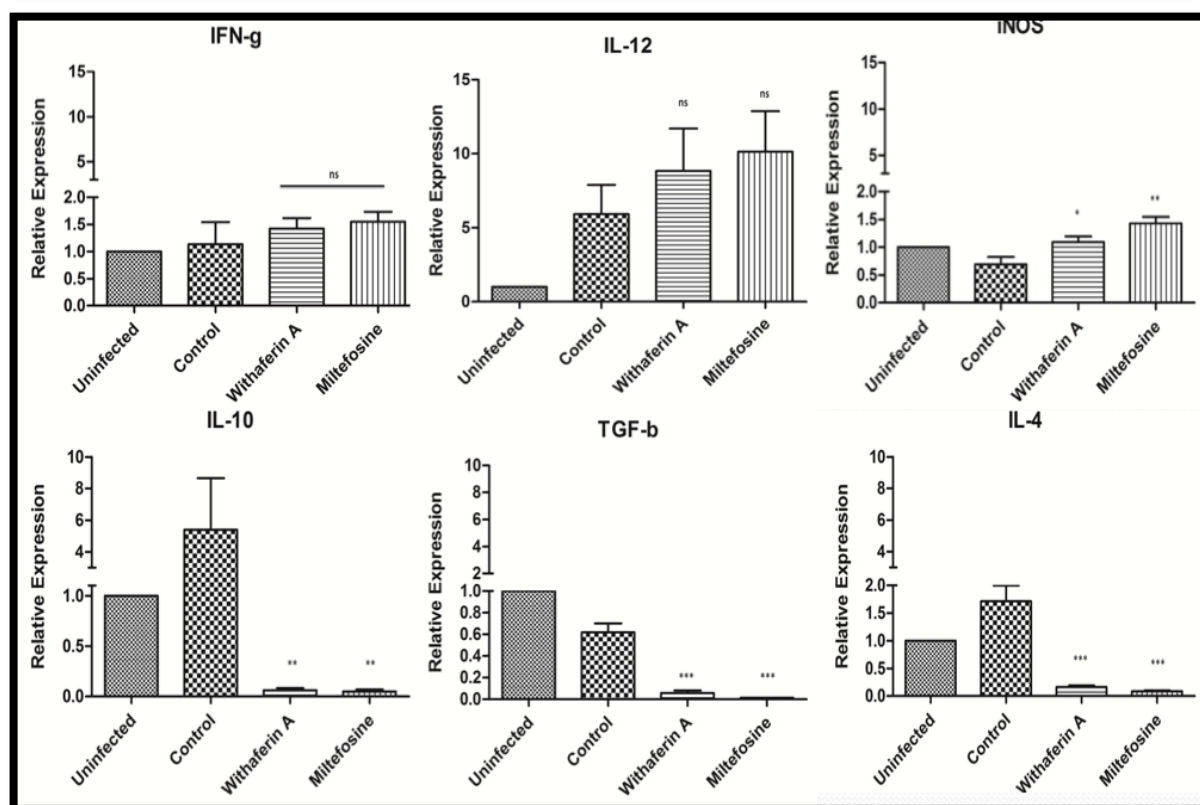 IFN-g
Relative Expression
15
10
5
2.0
1.5
1.0
0.5
0.0
ns
Uninfected
Control
Withaferin A
Miltefosine
IL-12
Relative Expression
15
10
5
0
ns
ns
Uninfected
Control
Withaferin A
Miltefosine
iNOS
Relative Expression
15
10
5
2.0
1.5
1.0
0.5
0.0
*
**
Uninfected
Control
Withaferin A
Miltefosine
IL-10
Relative Expression
10
8
6
4
2
1.0
0.5
0.0
**
**
Uninfected
Control
Withaferin A
Miltefosine
TGF-b
Relative Expression
10
8
6
4
2
1.0
0.8
0.6
0.4
0.2
0.0
***
***
Uninfected
Control
Withaferin A
Miltefosine
IL-4
Relative Expression
10
8
6
4
2.0
1.5
1.0
0.5
0.0
***
***
Uninfected
Control
Withaferin A
Miltefosine